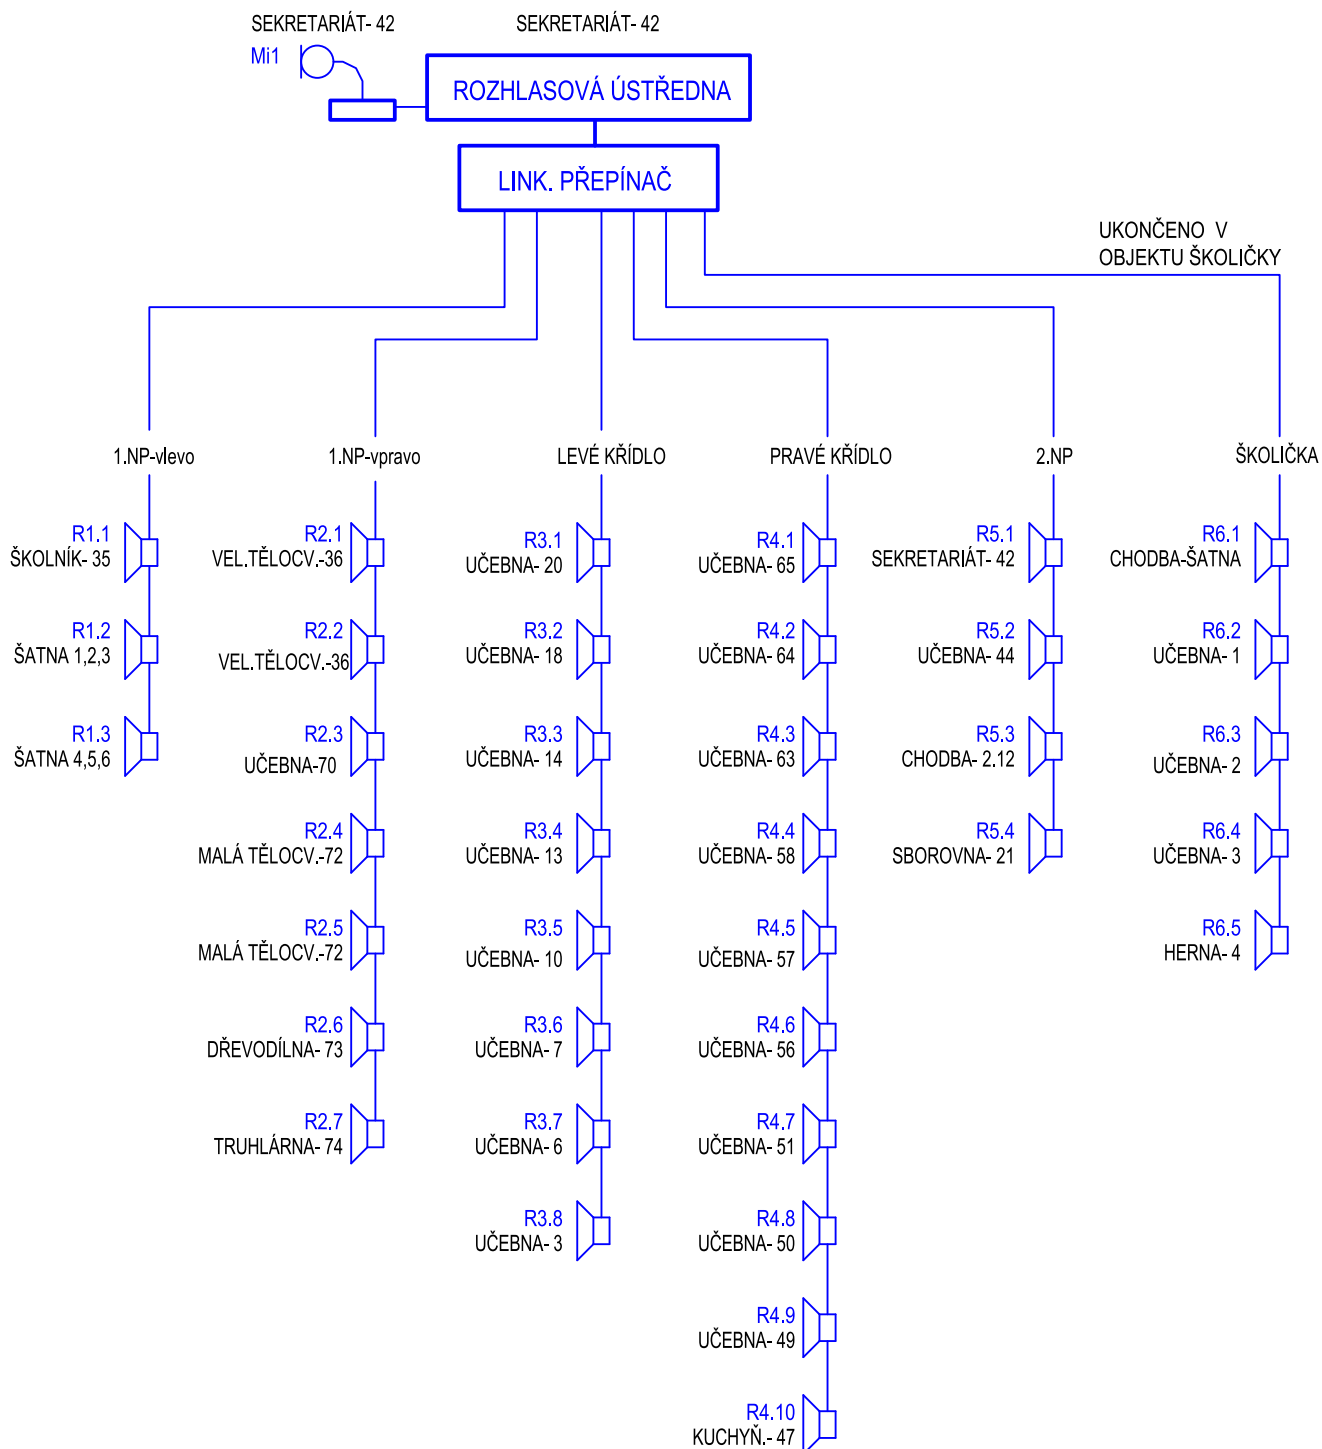 SEKRETARIÁT- 42
SEKRETARIÁT- 42
Mi1
ROZHLASOVÁ ÚSTŘEDNA
LINK. PŘEPÍNAČ
UKONČENO V
OBJEKTU ŠKOLIČKY
1.NP-vlevo
R1.1
ŠKOLNÍK- 35
R1.2
ŠATNA 1,2,3
R1.3
ŠATNA 4,5,6
1.NP-vpravo
R2.1
VEL.TĚLOCV.-36
R2.2
VEL.TĚLOCV.-36
R2.3
UČEBNA-70
R2.4
MALÁ TĚLOCV.-72
R2.5
MALÁ TĚLOCV.-72
R2.6
DŘEVODÍLNA- 73
R2.7
TRUHLÁRNA- 74
LEVÉ KŘÍDLO
R3.1
UČEBNA- 20
R3.2
UČEBNA- 18
R3.3
UČEBNA- 14
R3.4
UČEBNA- 13
R3.5
UČEBNA- 10
R3.6
UČEBNA- 7
R3.7
UČEBNA- 6
R3.8
UČEBNA- 3
PRAVÉ KŘÍDLO
R4.1
UČEBNA- 65
R4.2
UČEBNA- 64
R4.3
UČEBNA- 63
R4.4
UČEBNA- 58
R4.5
UČEBNA- 57
R4.6
UČEBNA- 56
R4.7
UČEBNA- 51
R4.8
UČEBNA- 50
R4.9
UČEBNA- 49
R4.10
KUCHYŇ.- 47
2.NP
R5.1
SEKRETARIÁT- 42
R5.2
UČEBNA- 44
R5.3
CHODBA- 2.12
R5.4
SBOROVNA- 21
ŠKOLIČKA
R6.1
CHODBA-ŠATNA
R6.2
UČEBNA- 1
R6.3
UČEBNA- 2
R6.4
UČEBNA- 3
R6.5
HERNA- 4